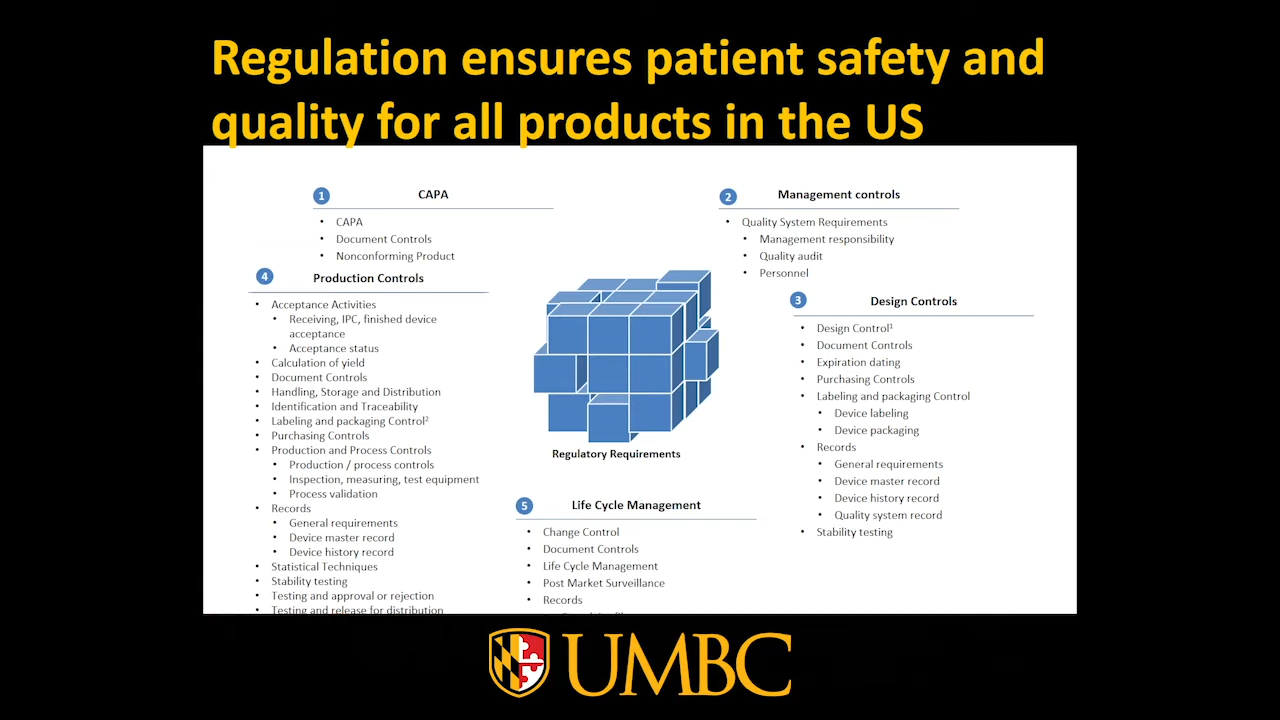 Regulation ensures patient safety and
quality for all products in the US
1 CAPA
• CAPA
• Document Controls
• Nonconforming Product
2 Management controls
• Quality System Requirements
• Management responsibility
• Quality audit
• Personnel
3 Design Controls
• Design Control¹
• Document Controls
• Expiration dating
• Purchasing Controls
• Labeling and packaging Control
• Device labeling
• Device packaging
• Records
• General requirements
• Device master record
• Device history record
• Quality system record
• Stability testing
4 Production Controls
• Acceptance Activities
• Receiving, IPC, finished device
acceptance
• Acceptance status
• Calculation of yield
• Document Controls
• Handling, Storage and Distribution
• Identification and Traceability
• Labeling and packaging Control²
• Purchasing Controls
• Production and Process Controls
• Production / process controls
• Inspection, measuring, test equipment
• Process validation
• Records
• General requirements
• Device master record
• Device history record
• Statistical Techniques
• Stability testing
• Testing and approval or rejection
• Testing and release for distribution
Regulatory Requirements
5 Life Cycle Management
• Change Control
• Document Controls
• Life Cycle Management
• Post Market Surveillance
• Records
UMBC